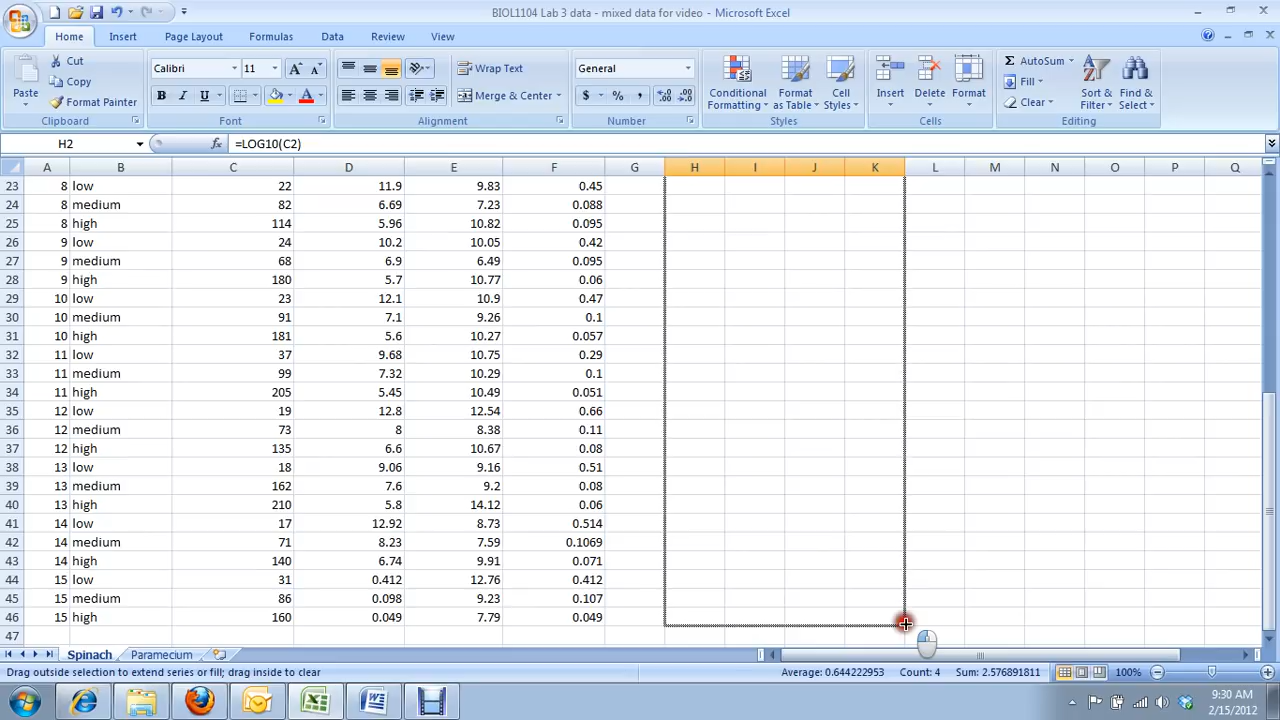 BIOL1104 Lab 3 data - mixed data for video - Microsoft Excel
Home Insert Page Layout Formulas Data Review View
Paste
Cut
Copy
Format Painter
Clipboard
Calibri 11
B I U A
Font
Wrap Text
Merge & Center
Alignment
General
$ % ,
Number
Conditional Formatting
Format as Table
Cell Styles
Styles
Insert Delete Format
Cells
Σ AutoSum
Fill
Clear
Sort & Filter
Find & Select
Editing
H2 fx =LOG10(C2)
A B C D E F G H I J K L M N O P Q
23 8 low 22 11.9 9.83 0.45
24 8 medium 82 6.69 7.23 0.088
25 8 high 114 5.96 10.82 0.095
26 9 low 24 10.2 10.05 0.42
27 9 medium 68 6.9 6.49 0.095
28 9 high 180 5.7 10.77 0.06
29 10 low 23 12.1 10.9 0.47
30 10 medium 91 7.1 9.26 0.1
31 10 high 181 5.6 10.27 0.057
32 11 low 37 9.68 10.75 0.29
33 11 medium 99 7.32 10.29 0.1
34 11 high 205 5.45 10.49 0.051
35 12 low 19 12.8 12.54 0.66
36 12 medium 73 8 8.38 0.11
37 12 high 135 6.6 10.67 0.08
38 13 low 18 9.06 9.16 0.51
39 13 medium 162 7.6 9.2 0.08
40 13 high 210 5.8 14.12 0.06
41 14 low 17 12.92 8.73 0.514
42 14 medium 71 8.23 7.59 0.1069
43 14 high 140 6.74 9.91 0.071
44 15 low 31 0.412 12.76 0.412
45 15 medium 86 0.098 9.23 0.107
46 15 high 160 0.049 7.79 0.049
47
Spinach Paramecium
Drag outside selection to extend series or fill; drag inside to clear Average: 0.644222953 Count: 4 Sum: 2.576891811 100%
9:30 AM
2/15/2012